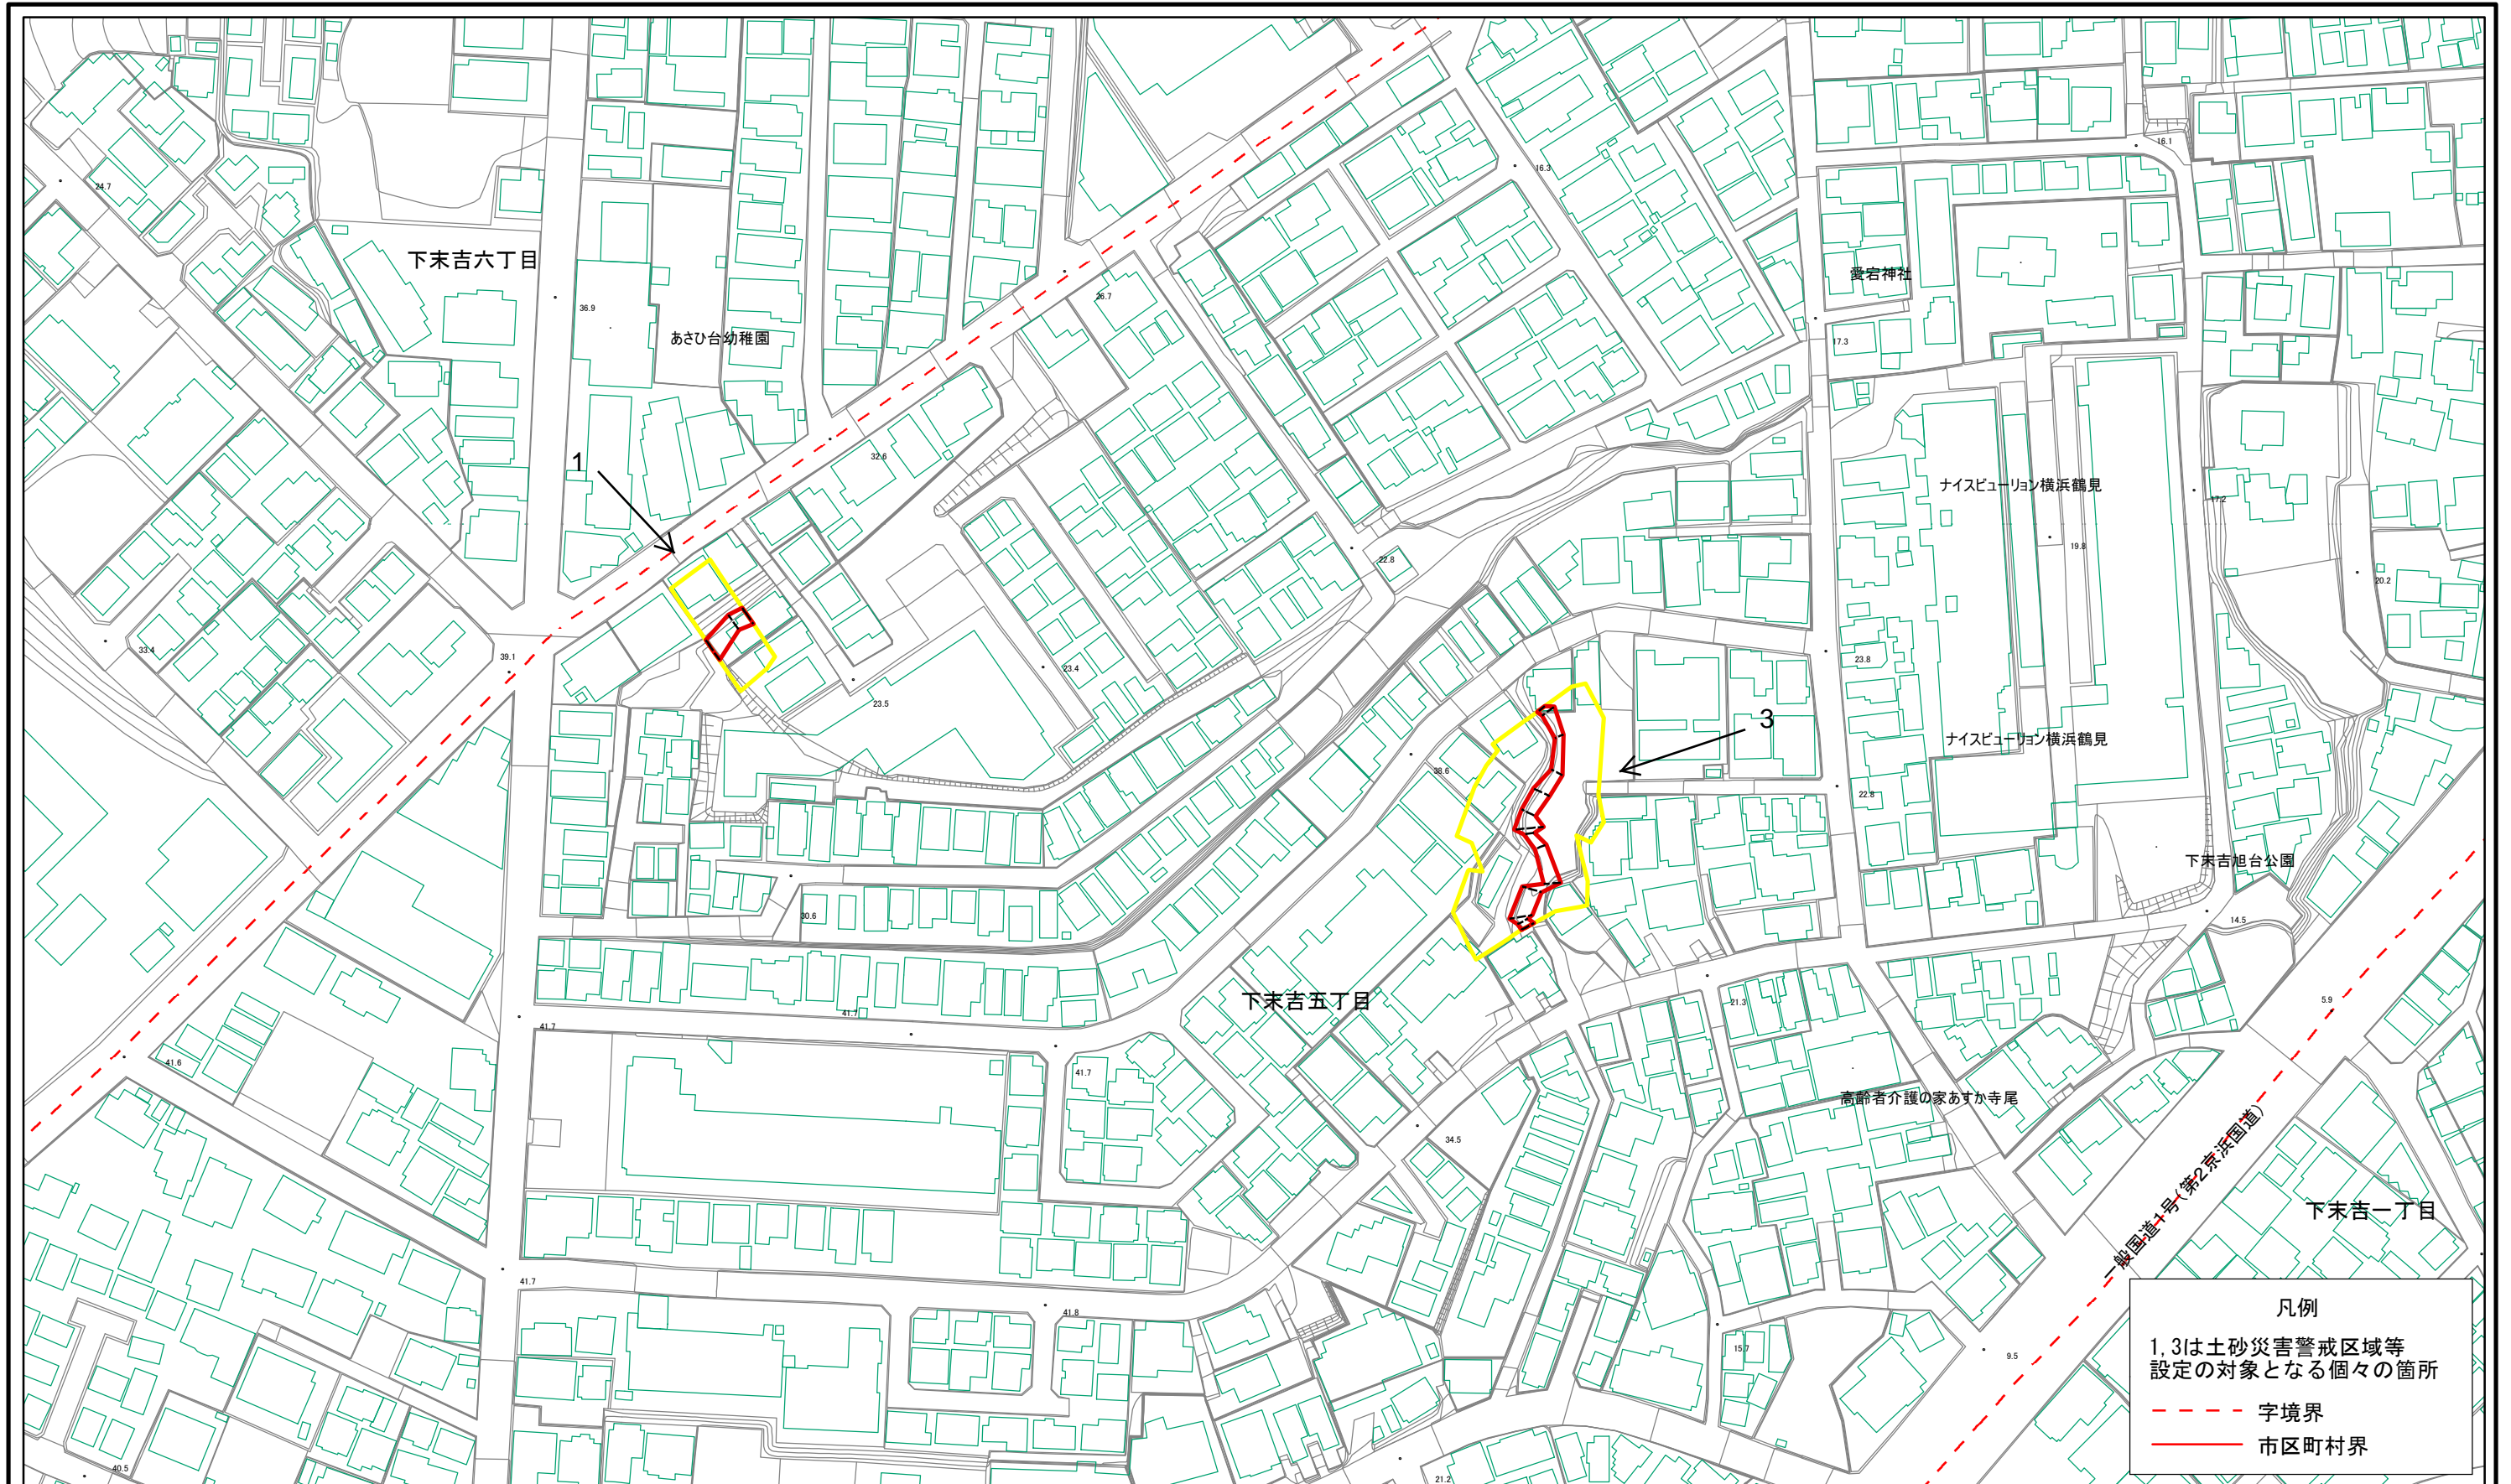 16.1
16.3
24.7
下末吉六丁目
愛宕神社
26.7
36.9
あさひ台幼稚園
17.3
32.6
1
ナイスビューリョン横浜鶴見
17.2
19.8
22.8
20.2
33.4
39.1
23.4
23.8
23.5
3
ナイスビューリョン横浜鶴見
38.6
22.8
下末吉旭台公園
30.6
14.5
下末吉五丁目
21.3
5.9
41.7
41.7
41.6
41.7
高齢者介護の家あすか寺尾
34.5
一般国道1号(第2京浜国道)
下末吉一丁目
41.7
41.8
15.7
9.5
40.5
21.2
凡例
1,3は土砂災害警戒区域等
設定の対象となる個々の箇所
字境界
市区町村界